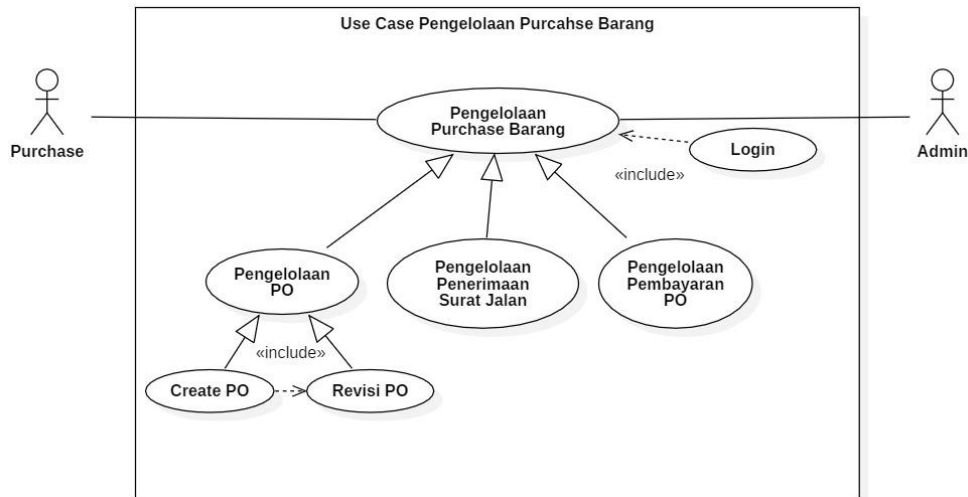 Use Case Pengelolaan Purcahse Barang
Purchase
Pengelolaan
Purchase Barang
Login
Admin
«include»
Pengelolaan
PO
Pengelolaan
Penerimaan
Surat Jalan
Pengelolaan
Pembayaran
PO
«include»
Create PO
Revisi PO